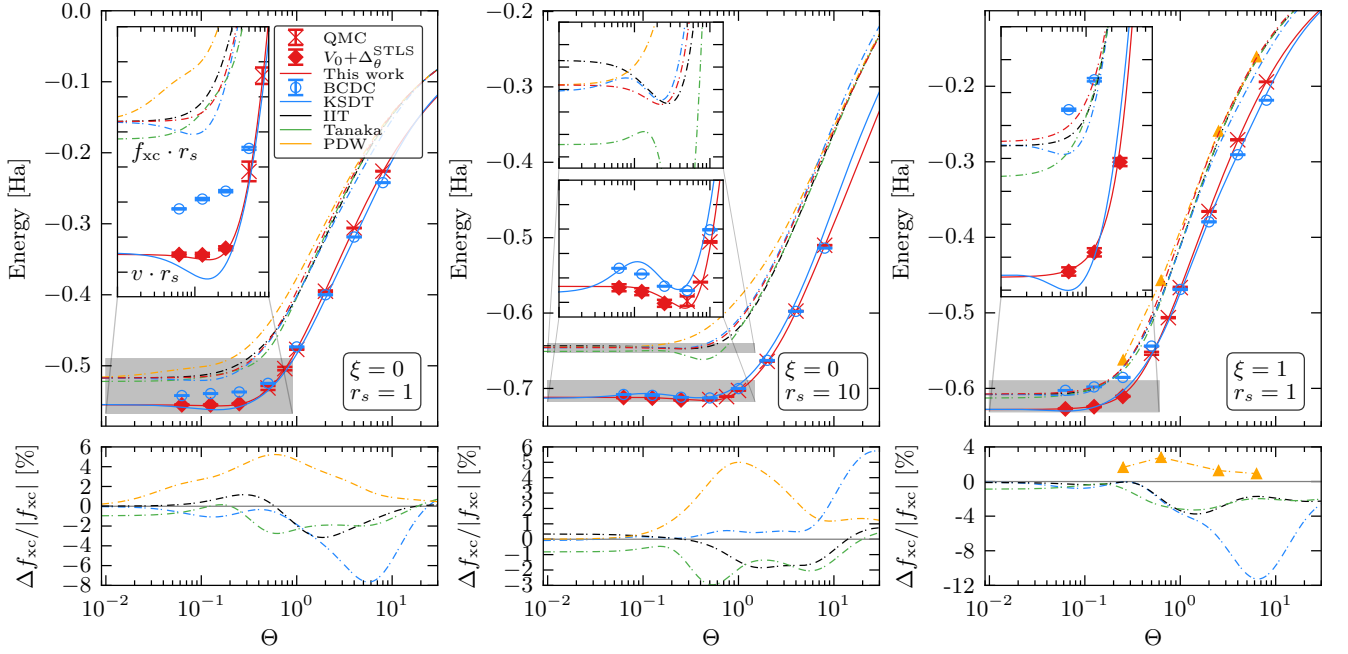 0.0
−0.1
−0.2
−0.3
−0.4
−0.5
Energy [Ha]
f_xc · r_s
v · r_s
QMC
V_0+Δ_θ^STLS
This work
BCDC
KSDT
IIT
Tanaka
PDW
ξ = 0
r_s = 1
−0.2
−0.3
−0.4
−0.5
−0.6
−0.7
Energy [Ha]
ξ = 0
r_s = 10
−0.2
−0.3
−0.4
−0.5
−0.6
Energy [Ha]
ξ = 1
r_s = 1
6
4
2
0
−2
−4
−6
−8
Δf_xc/|f_xc| [%]
10^−2
10^−1
10^0
10^1
Θ
6
5
4
3
2
1
0
−1
−2
−3
Δf_xc/|f_xc| [%]
10^−2
10^−1
10^0
10^1
Θ
4
0
-4
-8
-12
Δf_xc/|f_xc| [%]
10^−2
10^−1
10^0
10^1
Θ